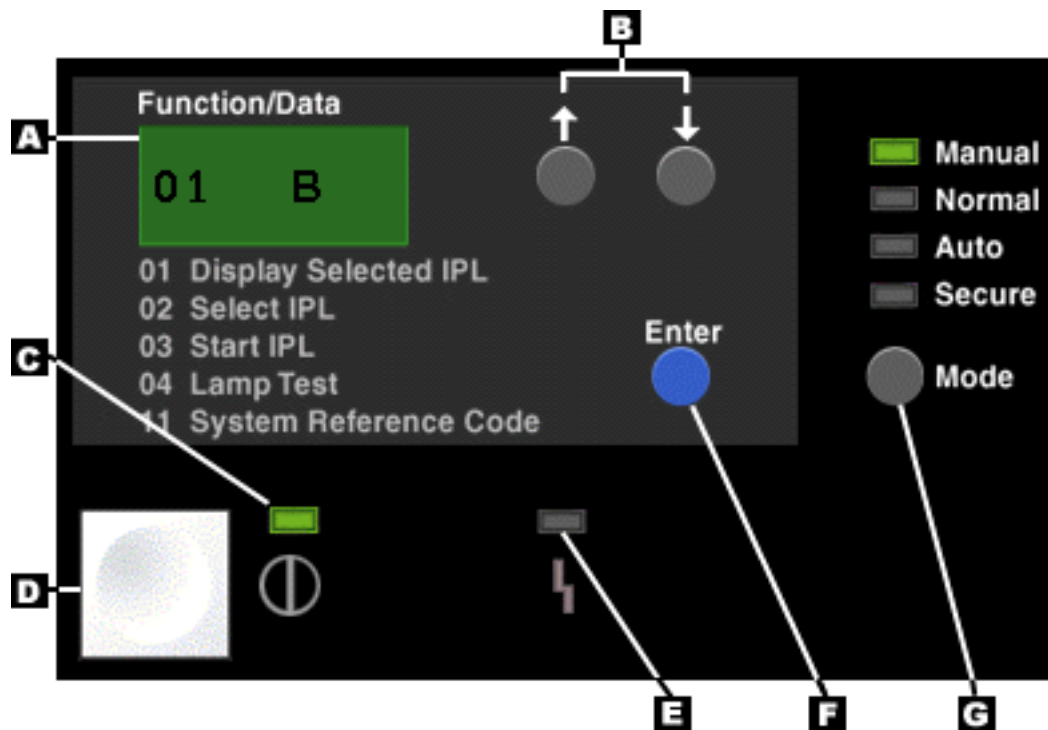 B
Function/Data
A
01 B
Manual
Normal
Auto
Secure
01 Display Selected IPL
02 Select IPL
03 Start IPL
04 Lamp Test
11 System Reference Code
Enter
Mode
C
D
E
F
G